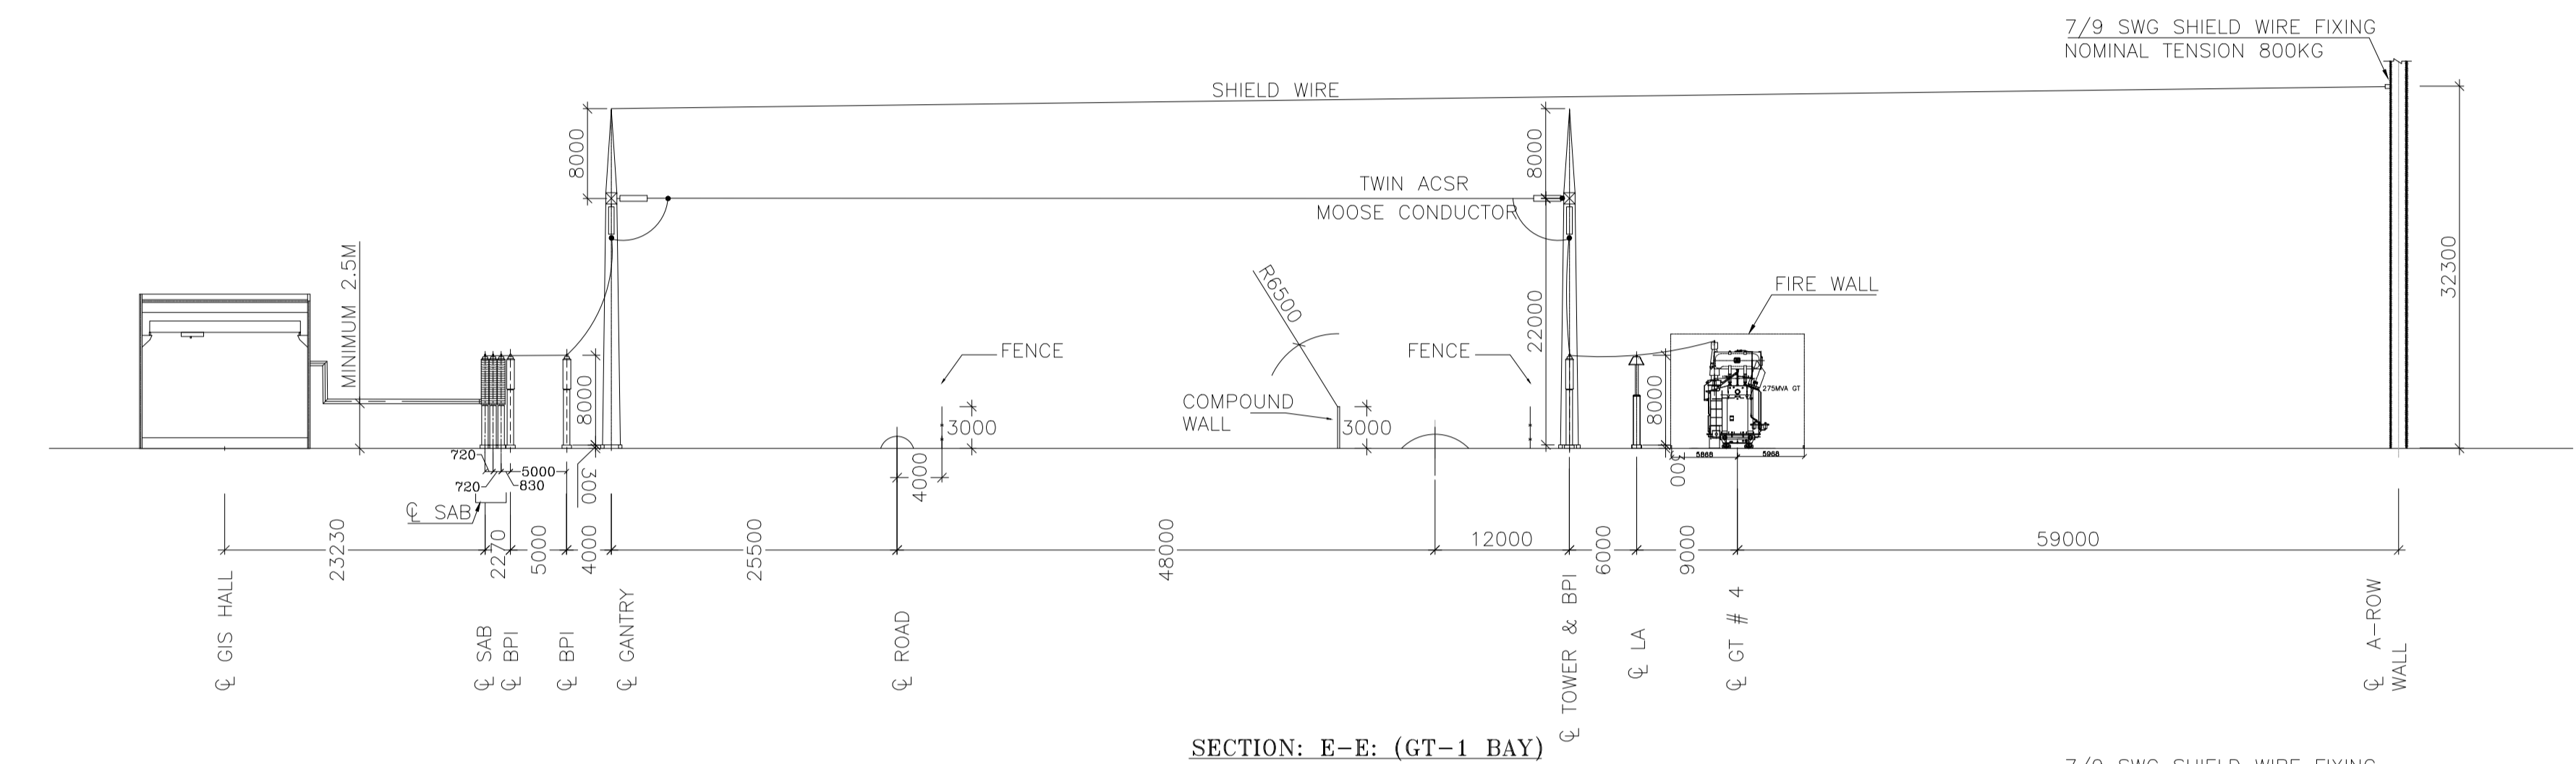 7/9 SWG SHIELD WIRE FIXING
NOMINAL TENSION 800KG
SHIELD WIRE
8000
8000
TWIN ACSR
MOOSE CONDUCTOR
MINIMUM 2.5M
32300
R6500
22000
FIRE WALL
FENCE
FENCE
8000
8000
275MVA GT
COMPOUND
WALL
3000
3000
720
5000
720
830
300
4000
300
5868
5968
℄ SAB
23230
2270
5000
4000
25500
48000
12000
6000
9000
59000
℄ GIS HALL
℄ SAB
℄ BPI
℄ BPI
℄ GANTRY
℄ ROAD
℄ TOWER & BPI
℄ LA
℄ GT # 4
℄ A-ROW
WALL
SECTION: E-E: (GT-1 BAY)